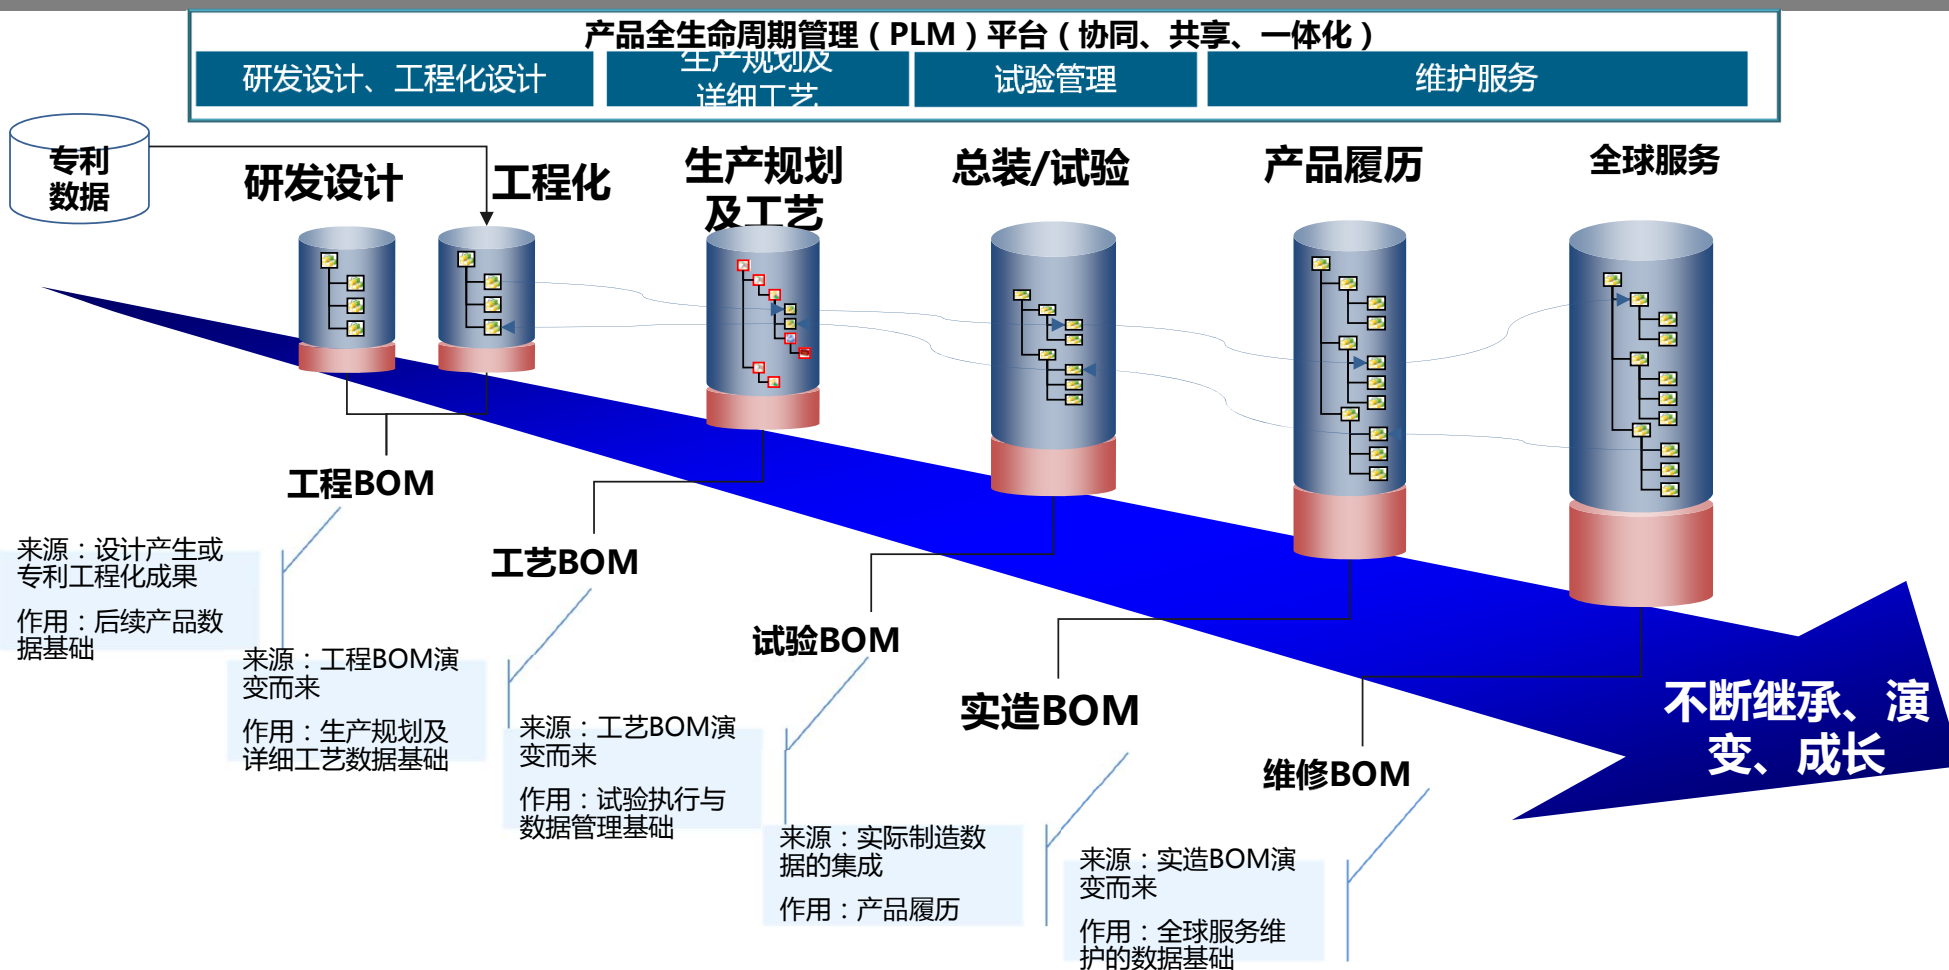 产品全生命周期管理（PLM）平台（协同、共享、一体化）
研发设计、工程化设计
生产规划及
详细工艺
试验管理
维护服务
专利
数据
研发设计
工程化
生产规划
及工艺
总装/试验
产品履历
全球服务
工程BOM
来源：设计产生或
专利工程化成果
作用：后续产品数
据基础
工艺BOM
来源：工程BOM演
变而来
作用：生产规划及
详细工艺数据基础
试验BOM
来源：工艺BOM演
变而来
作用：试验执行与
数据管理基础
实造BOM
来源：实际制造数
据的集成
作用：产品履历
维修BOM
来源：实造BOM演
变而来
作用：全球服务维
护的数据基础
不断继承、演
变、成长